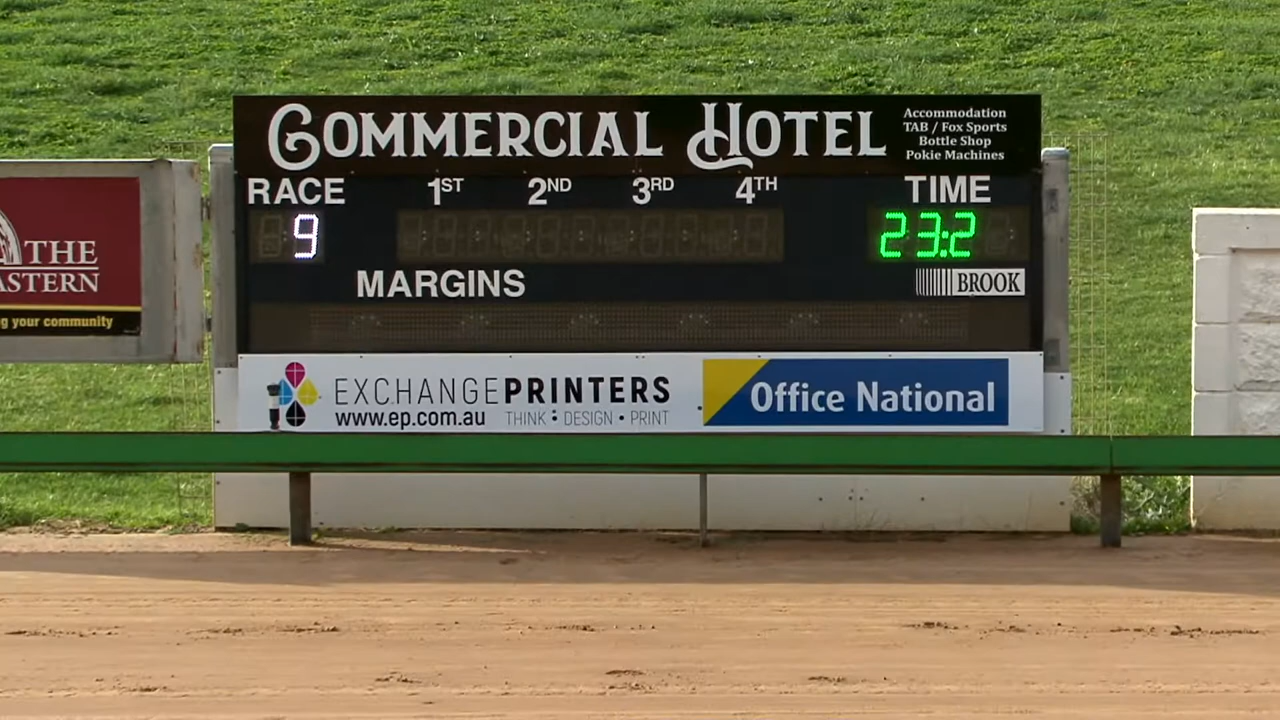 COMMERCIAL HOTEL
Accommodation
TAB / Fox Sports
Bottle Shop
Pokie Machines
RACE 1ST 2ND 3RD 4TH TIME
9 23:2
MARGINS
BROOK
THE
ASTERN
g your community
EXCHANGEPRINTERS
www.ep.com.au THINK : DESIGN • PRINT
Office National